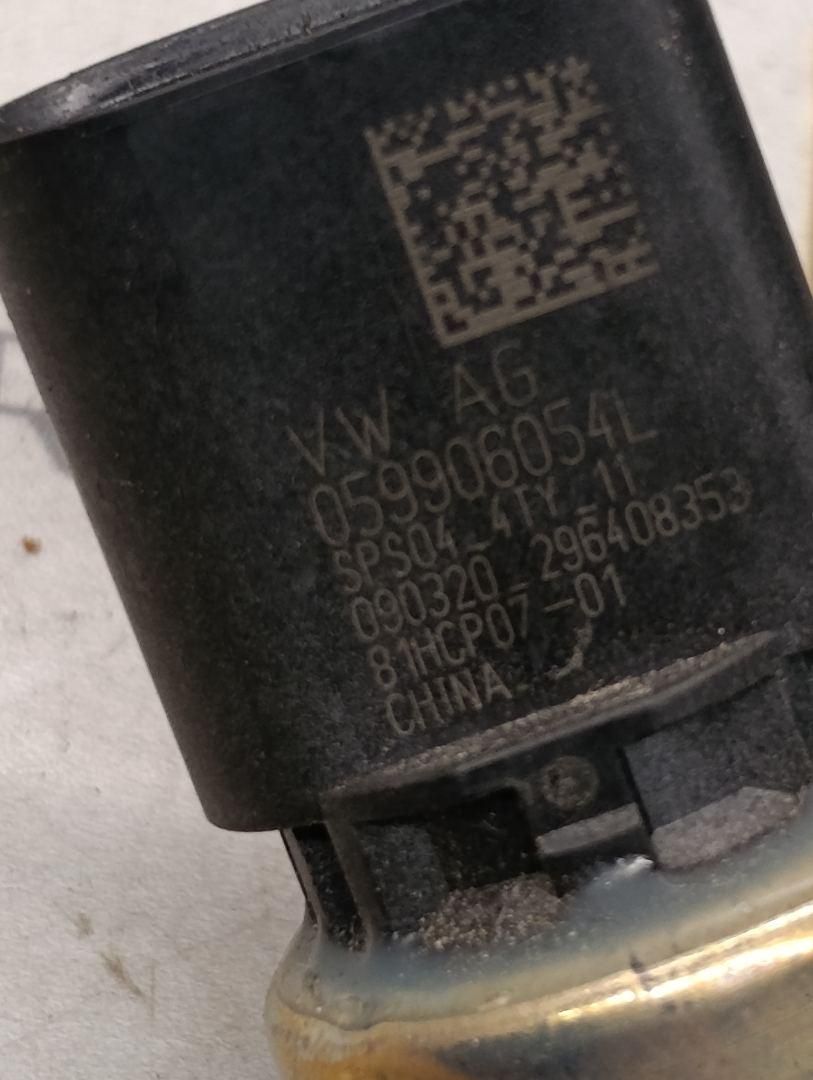 VW AG
059906054L
SPS04_4TY_11
090320_296408353
81HCP07-01
CHINA